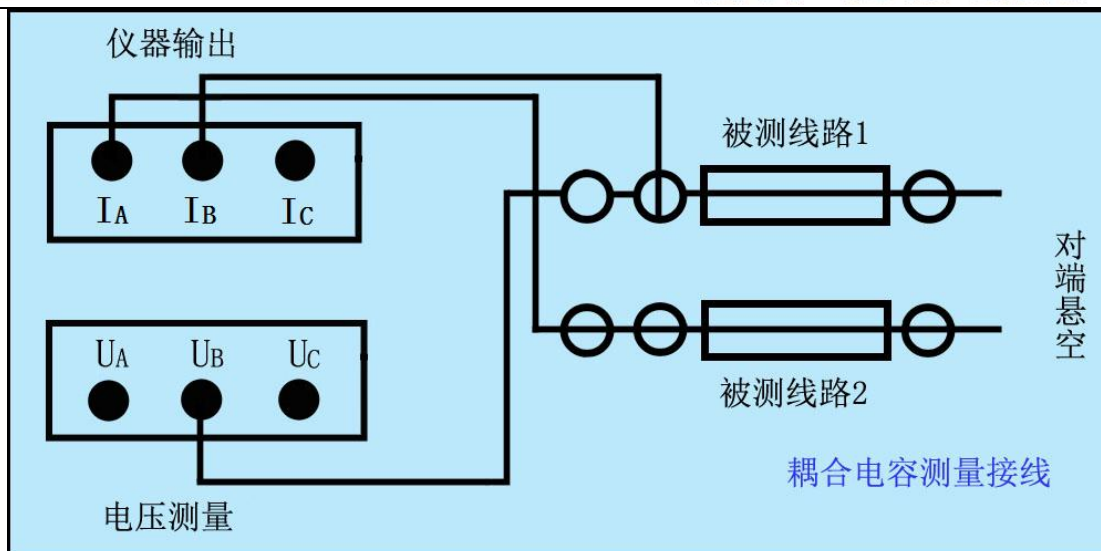 仪器输出
IA IB IC
被测线路1
对端悬空
UA UB UC
被测线路2
耦合电容测量接线
电压测量